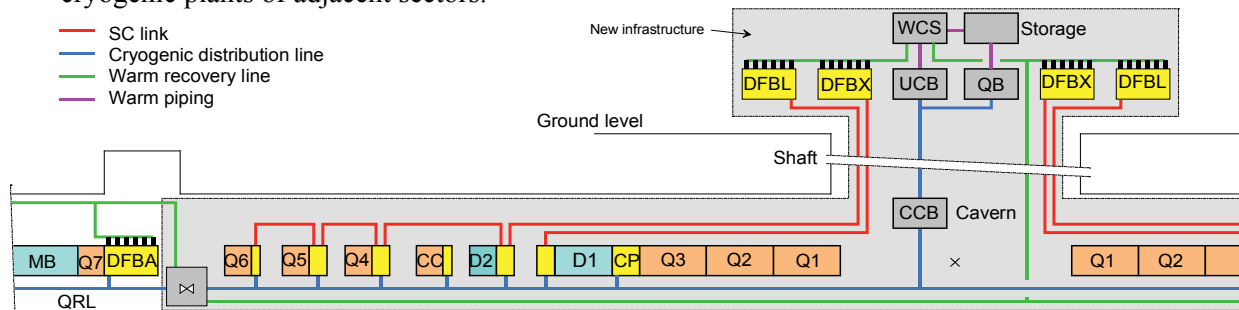 cryogenic plants of adjacent sectors.
SC link
Cryogenic distribution line
Warm recovery line
Warm piping
New infrastructure
WCS
Storage
DFBL
DFBX
UCB
QB
DFBX
DFBL
Ground level
Shaft
CCB
Cavern
MB
Q7
DFBA
Q6
Q5
Q4
CC
D2
D1
CP
Q3
Q2
Q1
×
Q1
Q2
QRL